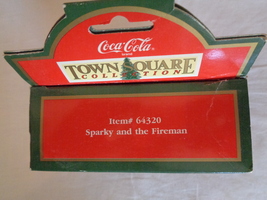 Coca-Cola
TOWN SQUARE
COLLECTION
Item# 64320
Sparky and the Fireman